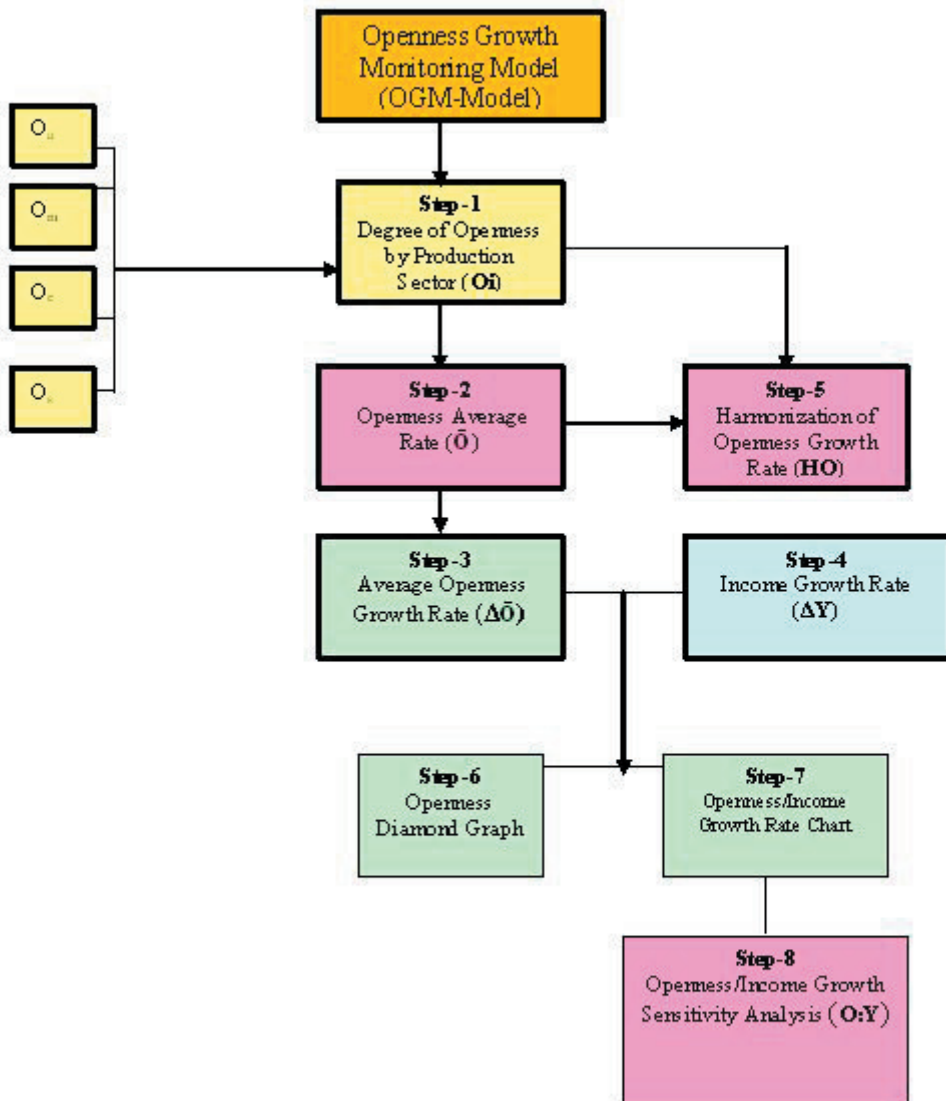 Openness Growth
Monitoring Model
(OGM-Model)
O
O m
O c
O
Step-1
Degree of Openness
by Production
Sector (Oi)
Step-2
Openness Average
Rate (Ō)
Step-5
Harmonization of
Openness Growth
Rate (HO)
Step-3
Average Openness
Growth Rate (ΔŌ)
Step-4
Income Growth Rate
(ΔY)
Step-6
Openness
Diamond Graph
Step-7
Openness/Income
Growth Rate Chart
Step-8
Openness/Income Growth
Sensitivity Analysis (O:Y)